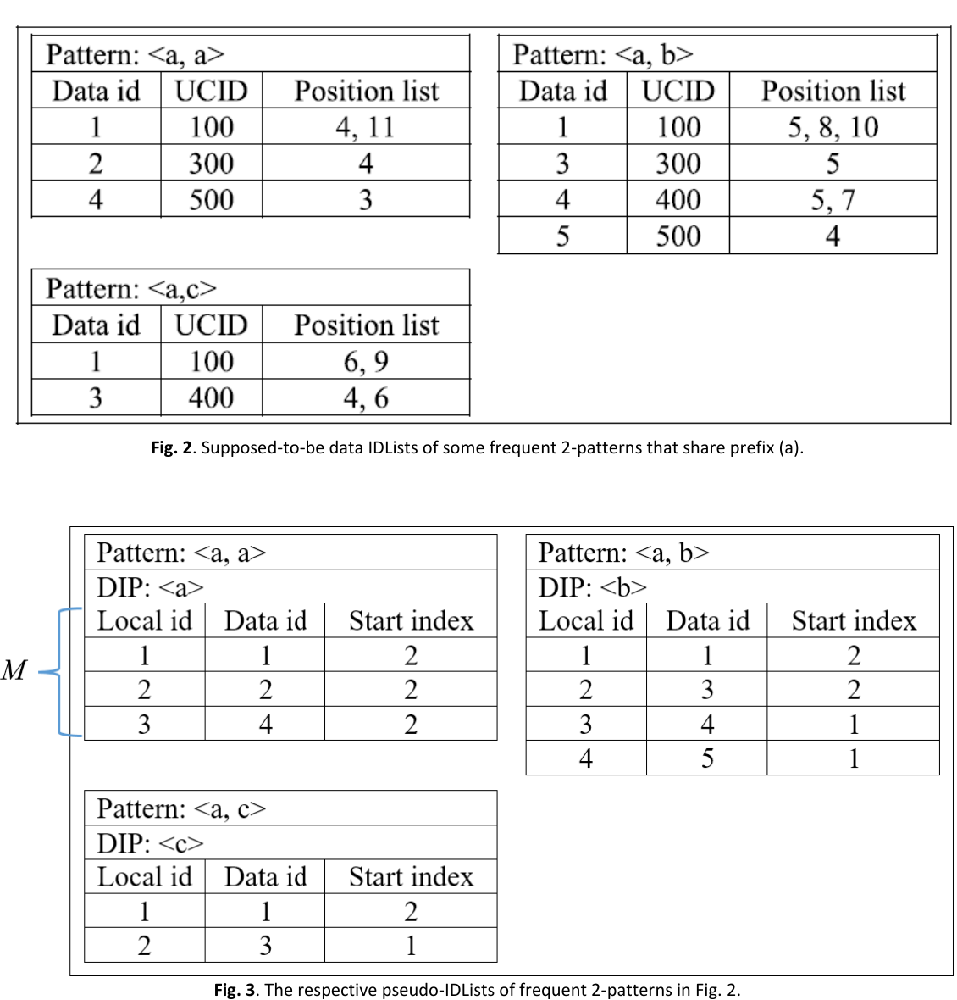 Pattern: <a, a>
Data id UCID Position list
1 100 4, 11
2 300 4
4 500 3
Pattern: <a, b>
Data id UCID Position list
1 100 5, 8, 10
3 300 5
4 400 5, 7
5 500 4
Pattern: <a,c>
Data id UCID Position list
1 100 6, 9
3 400 4, 6
Fig. 2. Supposed-to-be data IDLists of some frequent 2-patterns that share prefix (a).
M
Pattern: <a, a>
DIP: <a>
Local id Data id Start index
1 1 2
2 2 2
3 4 2
Pattern: <a, b>
DIP: <b>
Local id Data id Start index
1 1 2
2 3 2
3 4 1
4 5 1
Pattern: <a, c>
DIP: <c>
Local id Data id Start index
1 1 2
2 3 1
Fig. 3. The respective pseudo-IDLists of frequent 2-patterns in Fig. 2.